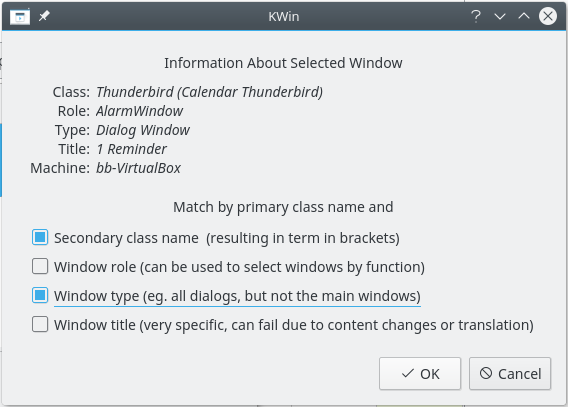 KWin
Information About Selected Window
Class: Thunderbird (Calendar Thunderbird)
Role: AlarmWindow
Type: Dialog Window
Title: 1 Reminder
Machine: bb-VirtualBox
Match by primary class name and
Secondary class name (resulting in term in brackets)
Window role (can be used to select windows by function)
Window type (eg. all dialogs, but not the main windows)
Window title (very specific, can fail due to content changes or translation)
OK Cancel